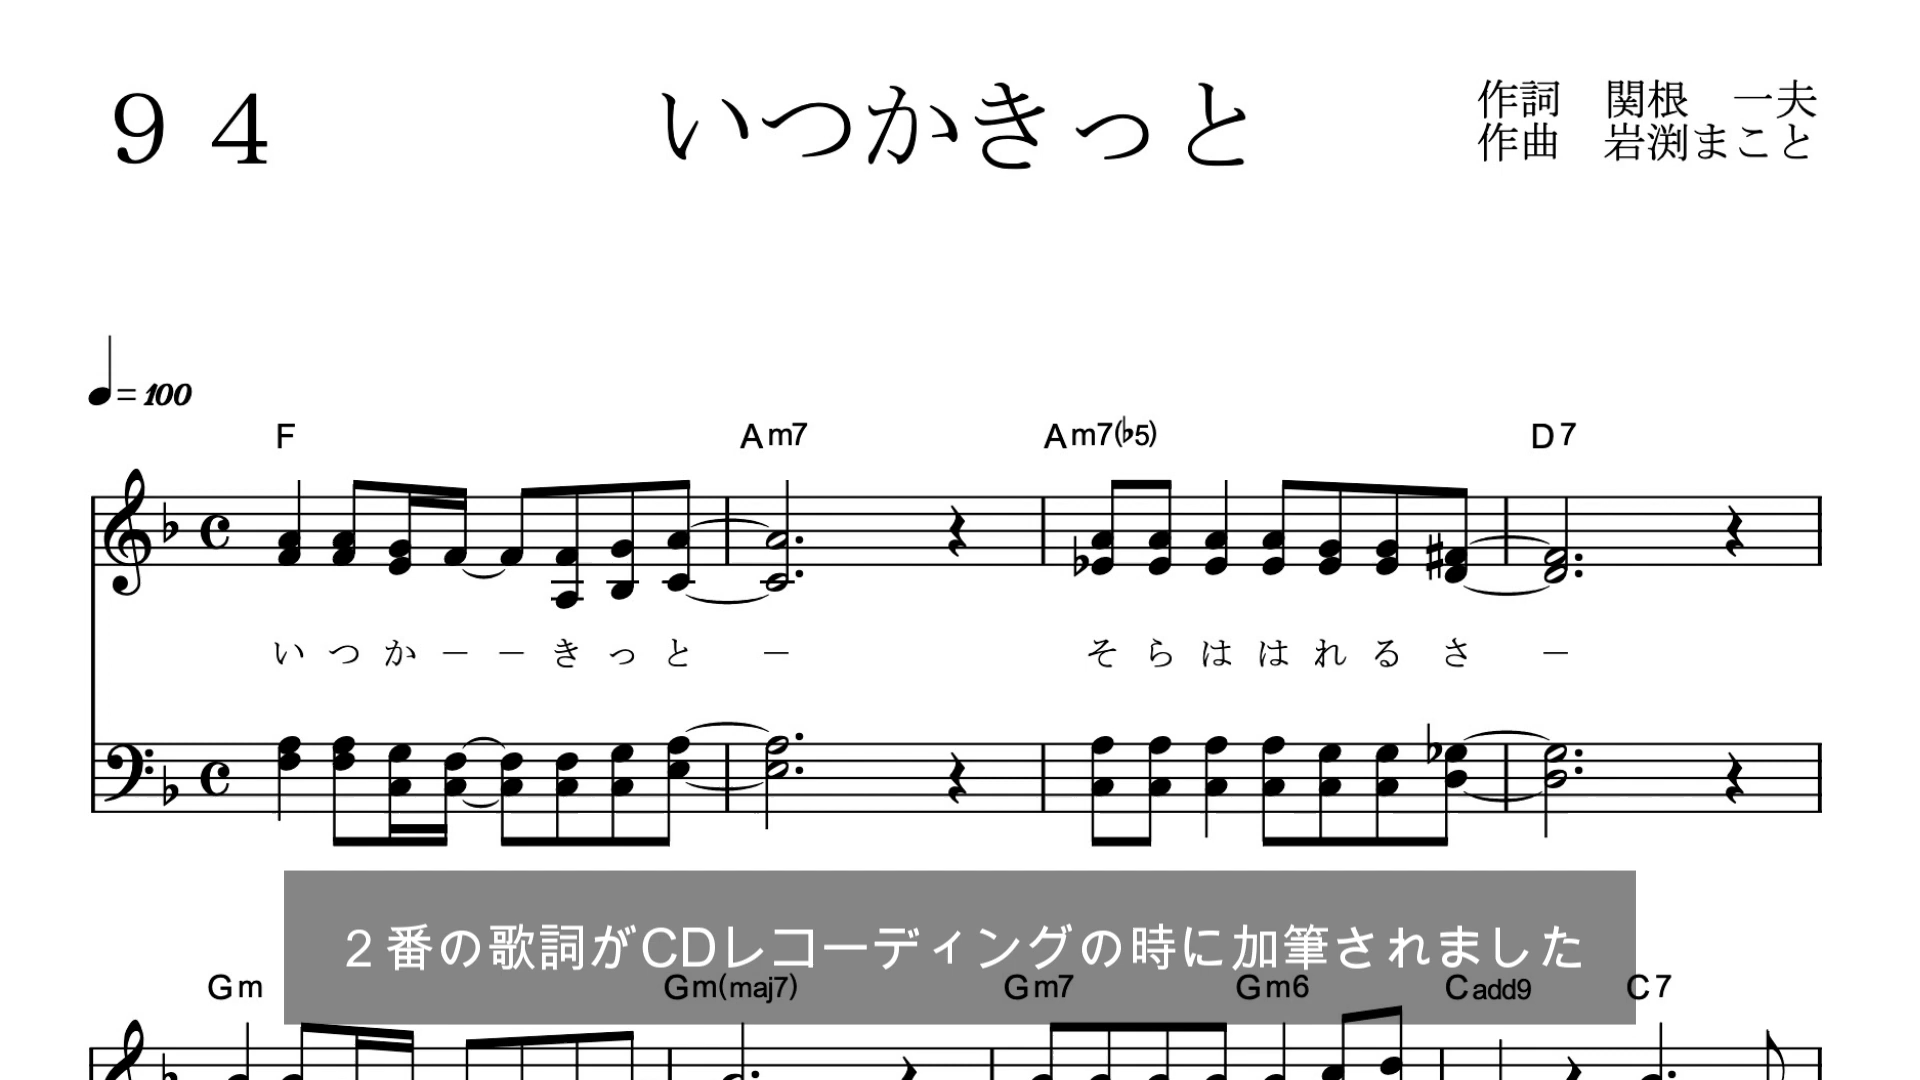 ９４
いつかきっと
作詞　関根　一夫
作曲　岩渕まこと
= 100
F Am7 Am7(♭5) D7
いつかーーきっとー そらははれるさー
２番の歌詞がCDレコーディングの時に加筆されました
Gm Gm(maj7) Gm7 Gm6 Cadd9 C7